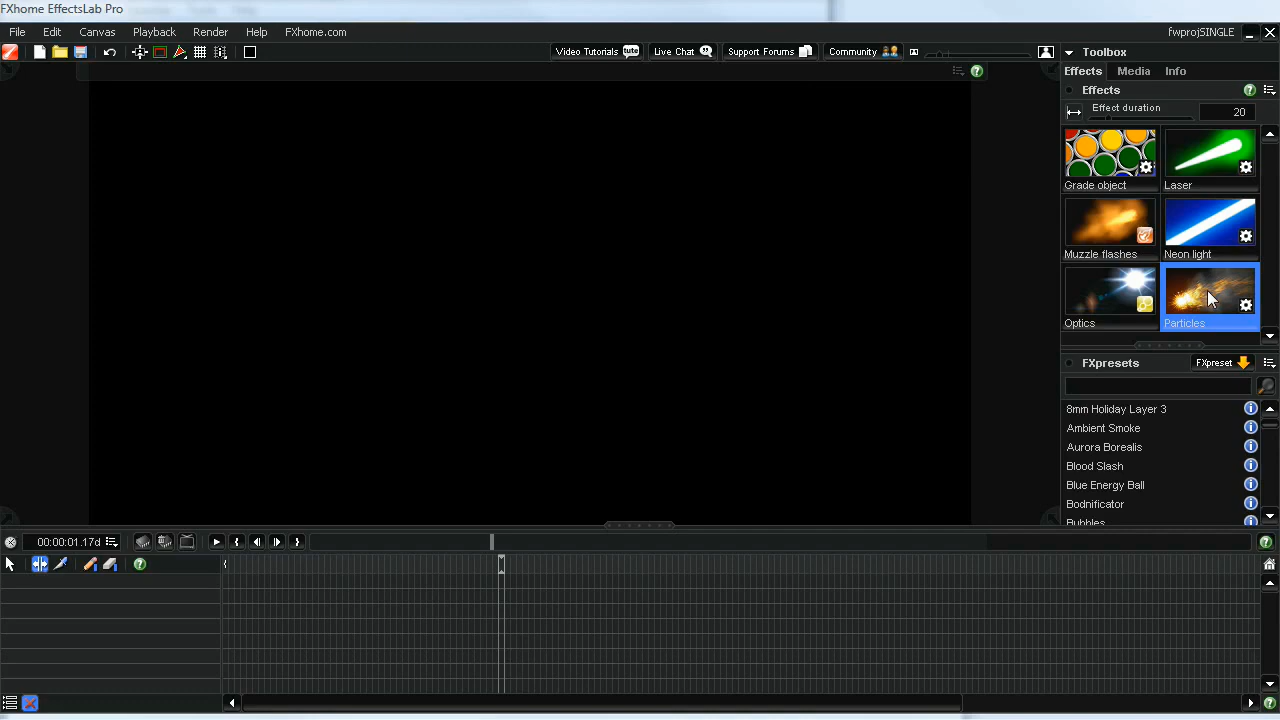 FXhome EffectsLab Pro
File Edit Canvas Playback Render Help FXhome.com fwprojSINGLE
Video Tutorials tute Live Chat Support Forums Community Toolbox
Effects Media Info
Effects
Effect duration 20
Grade object Laser
Muzzle flashes Neon light
Optics Particles
FXpresets FXpreset
8mm Holiday Layer 3
Ambient Smoke
Aurora Borealis
Blood Slash
Blue Energy Ball
Bodnificator
Bubbles
00:00:01.17d